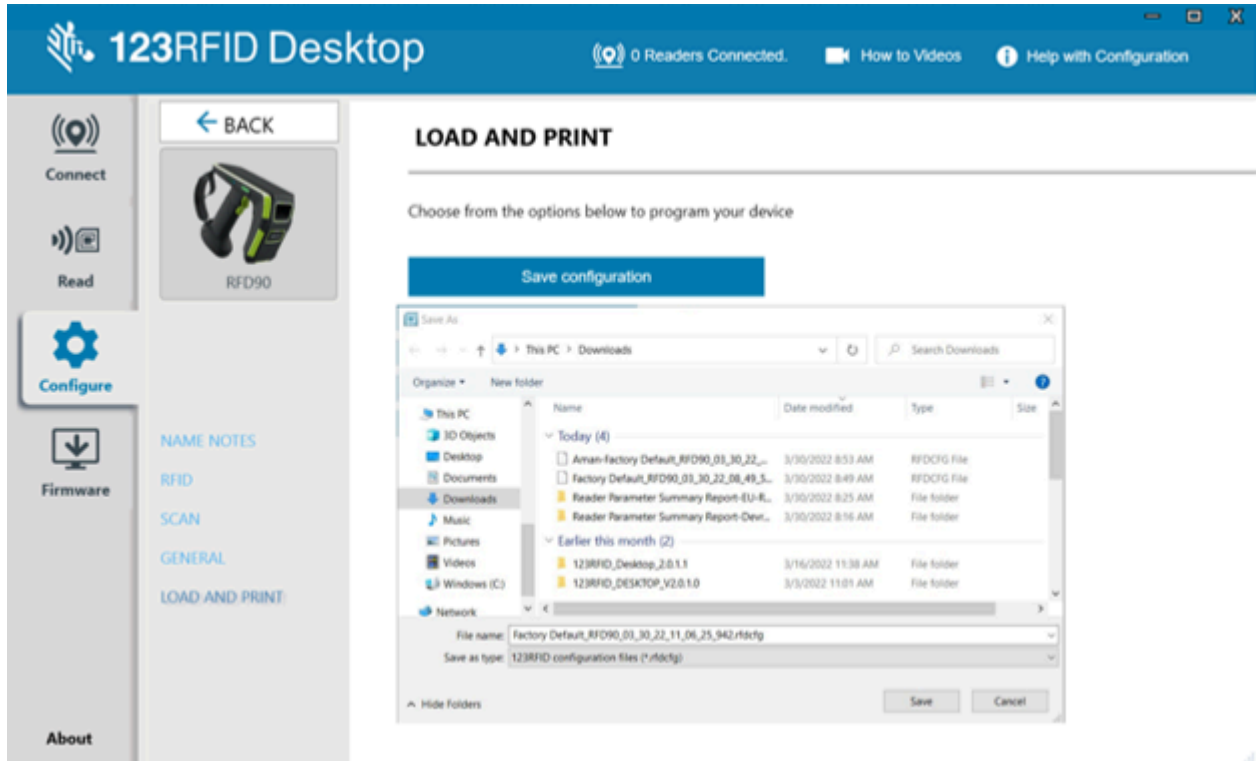 123RFID Desktop
0 Readers Connected.
How to Videos
Help with Configuration
Connect
Read
Configure
Firmware
About
BACK
RFD90
NAME NOTES
RFID
SCAN
GENERAL
LOAD AND PRINT
LOAD AND PRINT
Choose from the options below to program your device
Save configuration
Save As
This PC > Downloads
Search Downloads
Organize
New folder
This PC
3D Objects
Desktop
Documents
Downloads
Music
Pictures
Videos
Windows (C:)
Network
Name Date modified Type Size
Today (4)
Aman-Factory Default_RFD90_03_30_22_... 3/30/2022 8:53 AM RFDCFG File
Factory Default_RFD90_03_30_22_08_49_5... 3/30/2022 8:49 AM RFDCFG File
Reader Parameter Summary Report-EU-R... 3/30/2022 8:25 AM File folder
Reader Parameter Summary Report-Devr... 3/30/2022 8:16 AM File folder
Earlier this month (2)
123RFID_Desktop_2.0.1.1 3/16/2022 11:38 AM File folder
123RFID_DESKTOP_V2.0.1.0 3/3/2022 11:01 AM File folder
File name: Factory Default_RFD90_03_30_22_11_06_25_942.rfdcfg
Save as type: 123RFID configuration files (*.rfdcfg)
Hide Folders
Save
Cancel